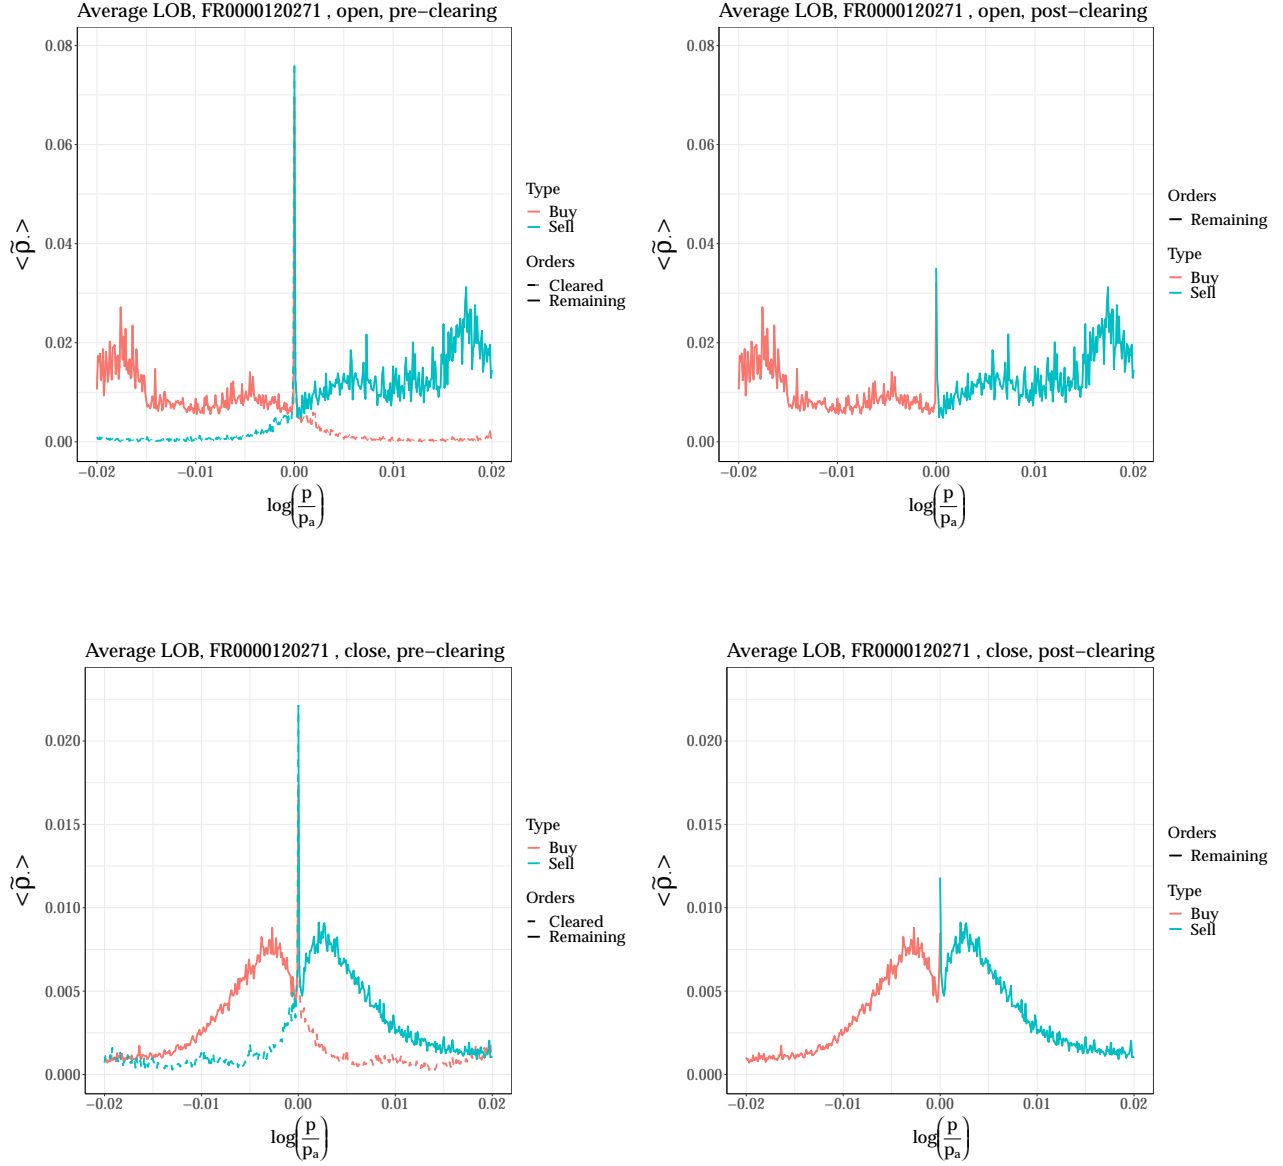 Average LOB, FR0000120271 , open, pre−clearing
0.08
0.06
0.04
0.02
0.00
<ρ̃.>
−0.02
−0.01
0.00
0.01
0.02
log(p/pa)
Type
Buy
Sell
Orders
Cleared
Remaining
Average LOB, FR0000120271 , open, post−clearing
0.08
0.06
0.04
0.02
0.00
<ρ̃.>
−0.02
−0.01
0.00
0.01
0.02
log(p/pa)
Orders
Remaining
Type
Buy
Sell
Average LOB, FR0000120271 , close, pre−clearing
0.020
0.015
0.010
0.005
0.000
<ρ̃.>
−0.02
−0.01
0.00
0.01
0.02
log(p/pa)
Type
Buy
Sell
Orders
Cleared
Remaining
Average LOB, FR0000120271 , close, post−clearing
0.020
0.015
0.010
0.005
0.000
<ρ̃.>
−0.02
−0.01
0.00
0.01
0.02
log(p/pa)
Orders
Remaining
Type
Buy
Sell